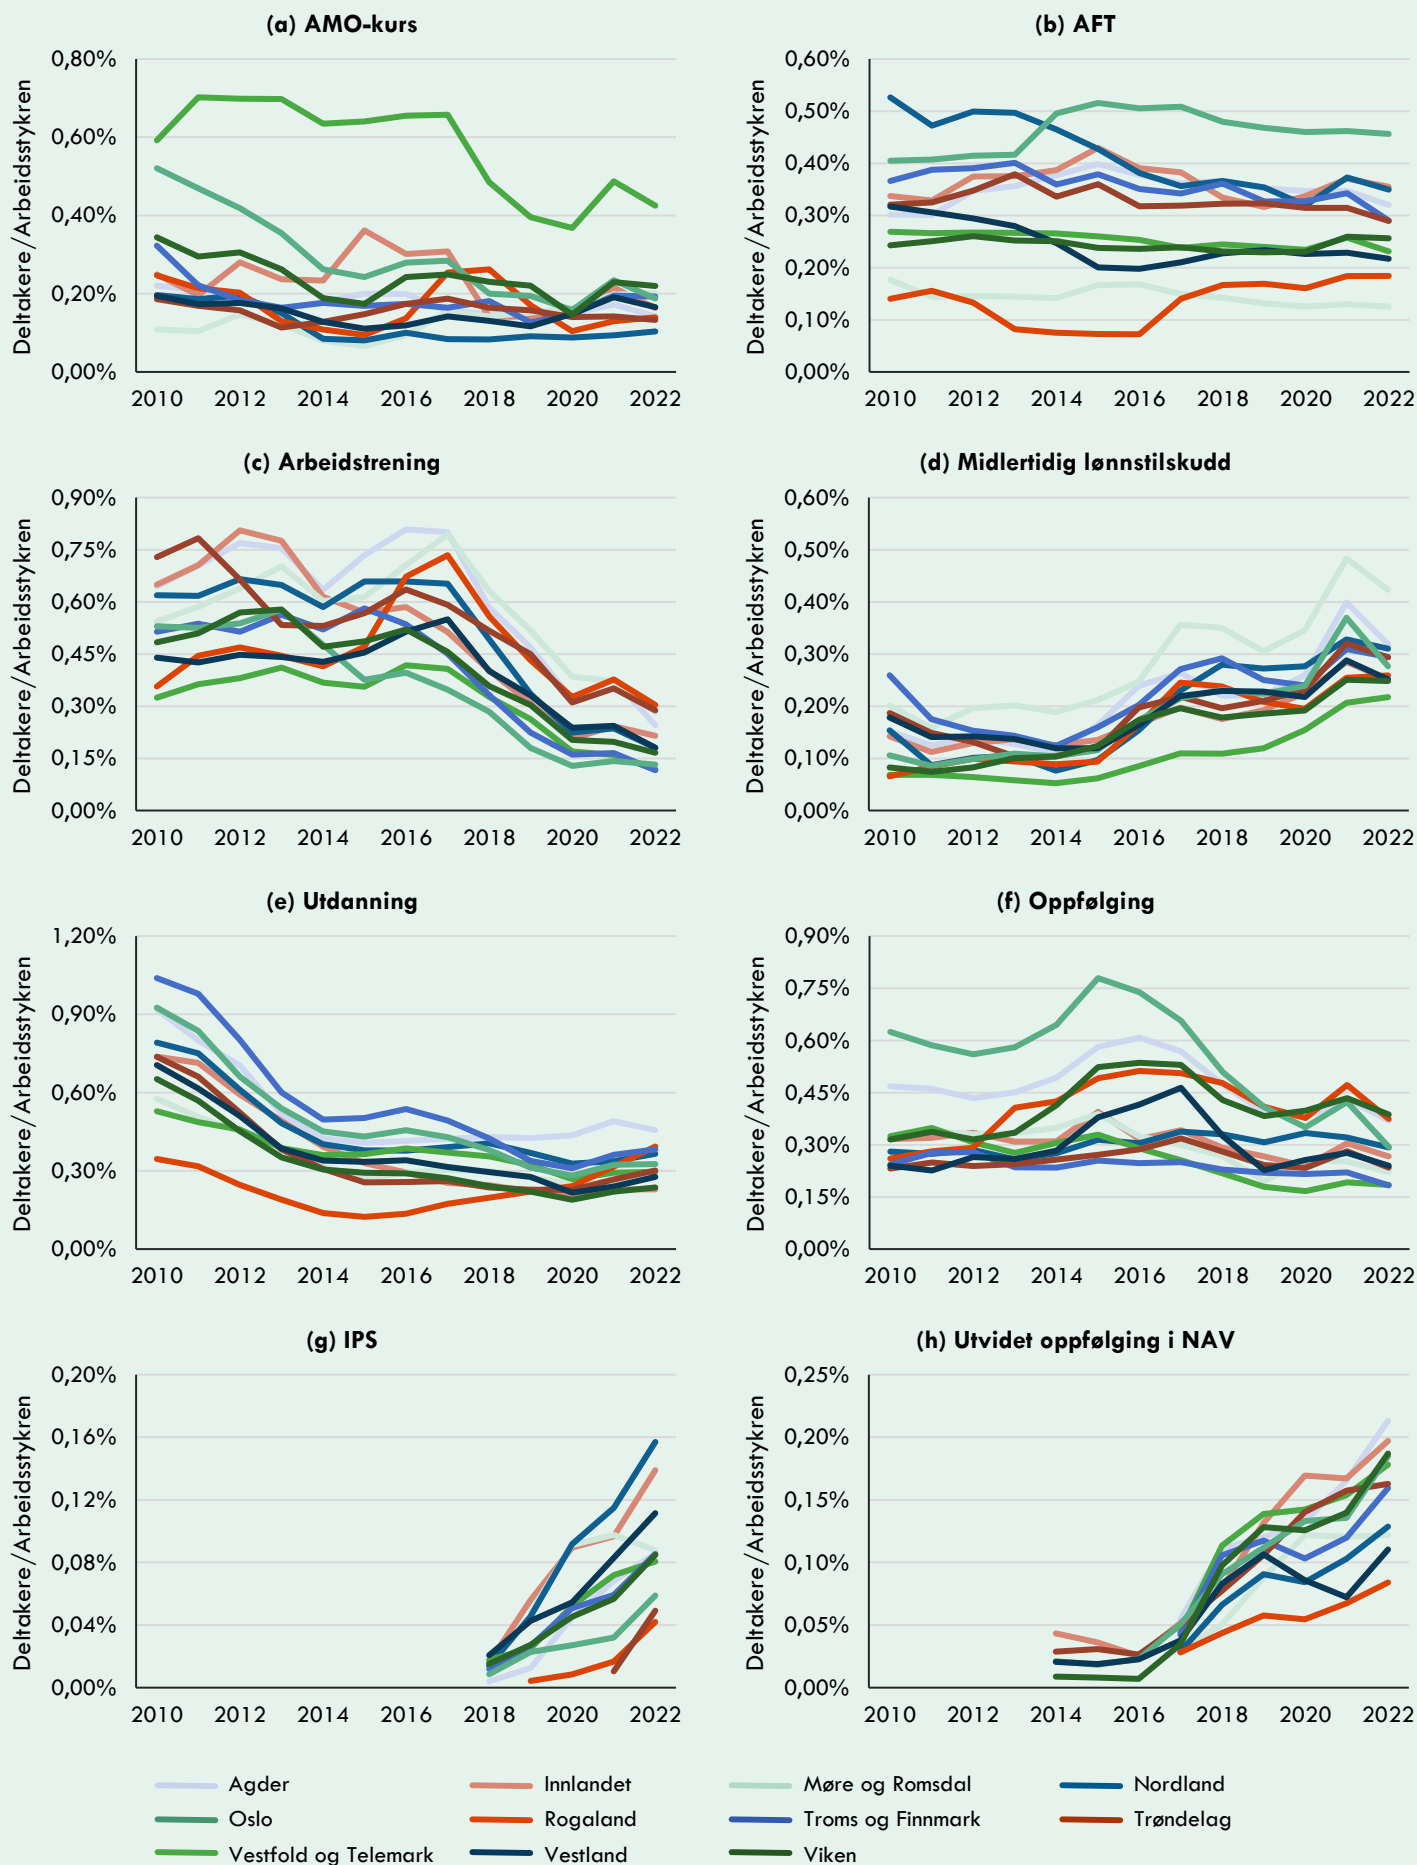 (a) AMO-kurs
Deltakere/Arbeidsstykren
0,80%
0,60%
0,40%
0,20%
0,00%
2010 2012 2014 2016 2018 2020 2022
(b) AFT
Deltakere/Arbeidsstykren
0,60%
0,50%
0,40%
0,30%
0,20%
0,10%
0,00%
2010 2012 2014 2016 2018 2020 2022
(c) Arbeidstrening
Deltakere/Arbeidsstykren
0,90%
0,75%
0,60%
0,45%
0,30%
0,15%
0,00%
2010 2012 2014 2016 2018 2020 2022
(d) Midlertidig lønnstilskudd
Deltakere/Arbeidsstykren
0,60%
0,50%
0,40%
0,30%
0,20%
0,10%
0,00%
2010 2012 2014 2016 2018 2020 2022
(e) Utdanning
Deltakere/Arbeidsstykren
1,20%
0,90%
0,60%
0,30%
0,00%
2010 2012 2014 2016 2018 2020 2022
(f) Oppfølging
Deltakere/Arbeidsstykren
0,90%
0,75%
0,60%
0,45%
0,30%
0,15%
0,00%
2010 2012 2014 2016 2018 2020 2022
(g) IPS
Deltakere/Arbeidsstykren
0,20%
0,16%
0,12%
0,08%
0,04%
0,00%
2010 2012 2014 2016 2018 2020 2022
(h) Utvidet oppfølging i NAV
Deltakere/Arbeidsstykren
0,25%
0,20%
0,15%
0,10%
0,05%
0,00%
2010 2012 2014 2016 2018 2020 2022
Agder Innlandet Møre og Romsdal Nordland
Oslo Rogaland Troms og Finnmark Trøndelag
Vestfold og Telemark Vestland Viken